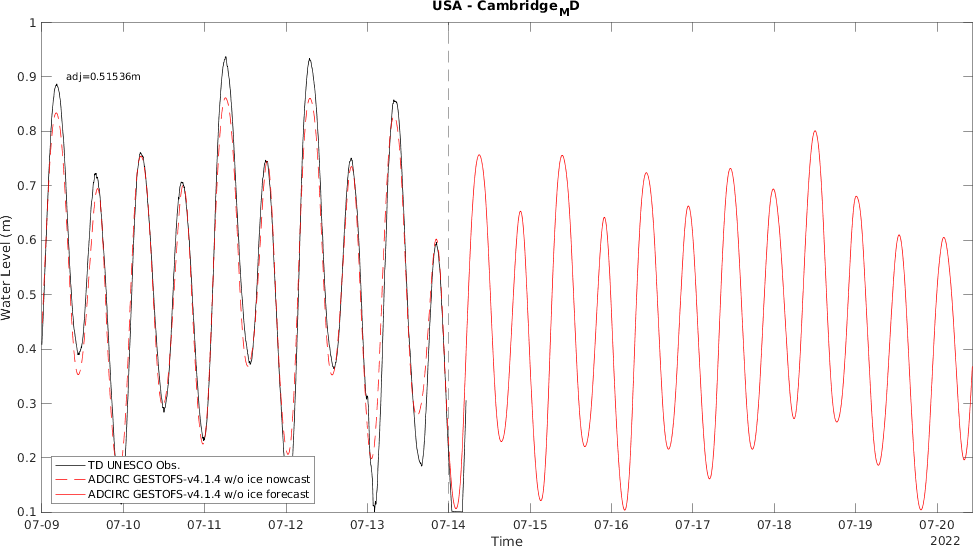 USA - Cambridge_MD
adj=0.51536m
Water Level (m)
1
0.9
0.8
0.7
0.6
0.5
0.4
0.3
0.2
0.1
TD UNESCO Obs.
ADCIRC GESTOFS-v4.1.4 w/o ice nowcast
ADCIRC GESTOFS-v4.1.4 w/o ice forecast
07-09 07-10 07-11 07-12 07-13 07-14 07-15 07-16 07-17 07-18 07-19 07-20
Time
2022